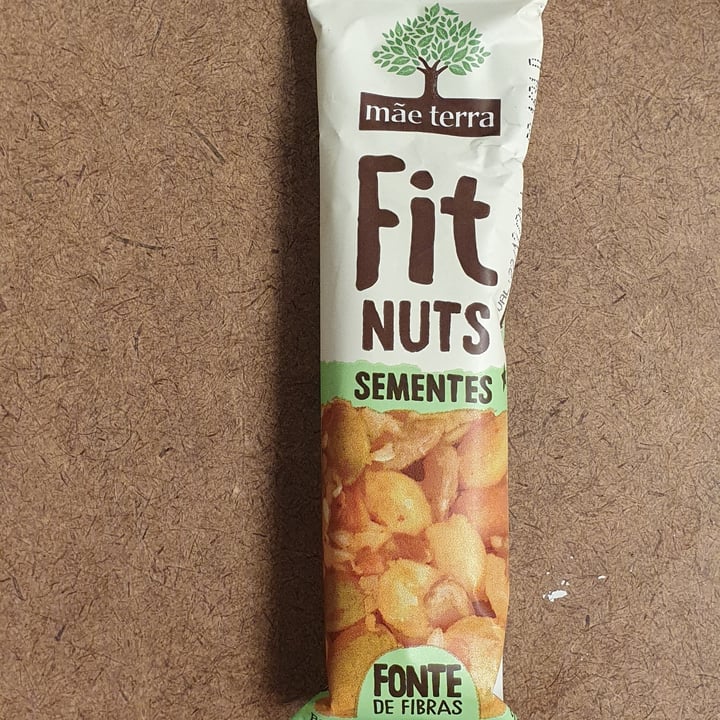 mãe terra
Fit
NUTS
SEMENTES
FONTE
DE FIBRAS